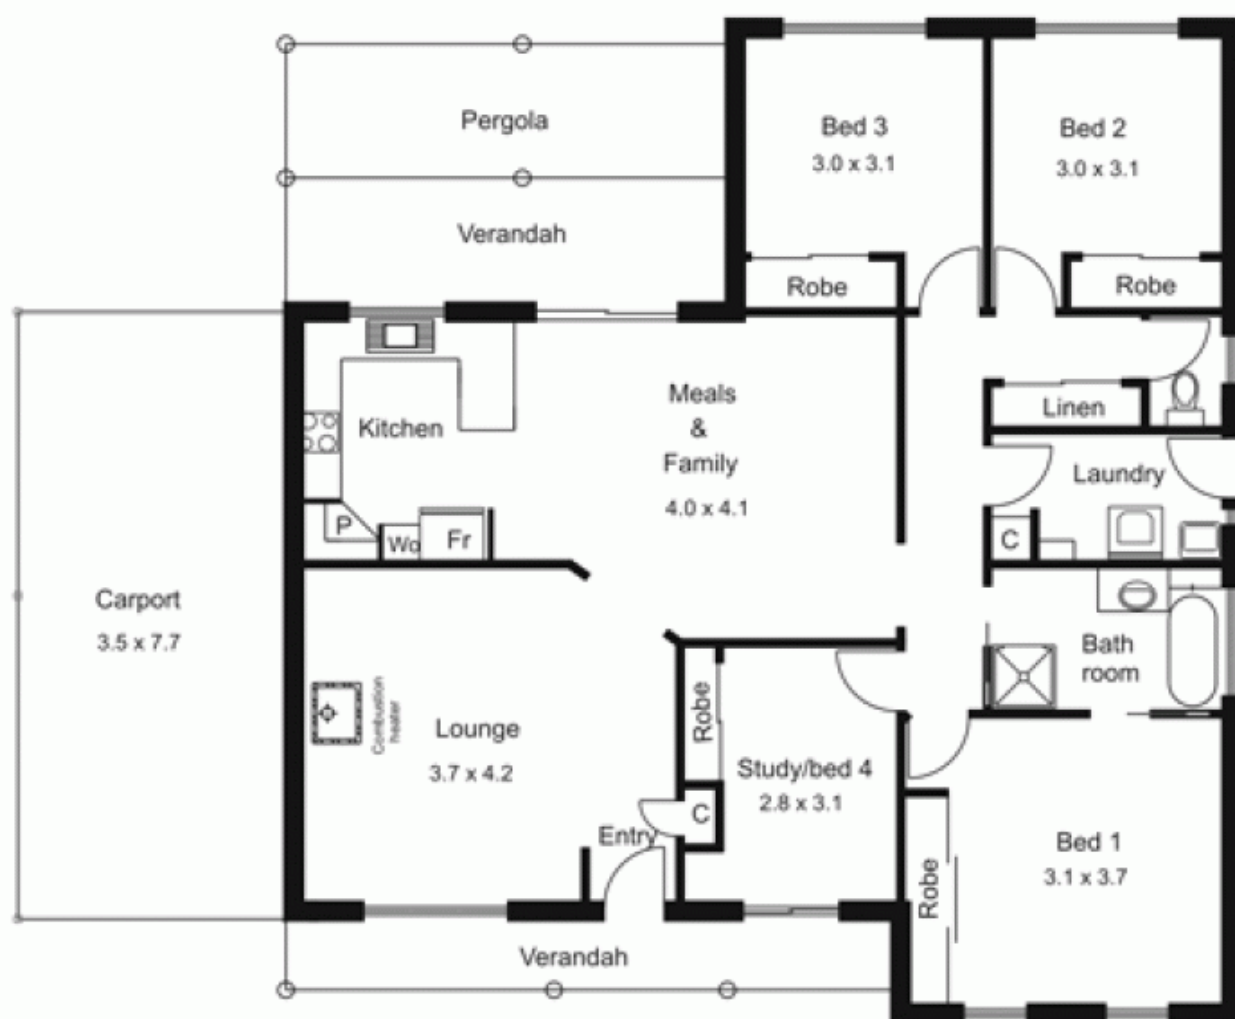 Pergola
Verandah
Bed 3
3.0 x 3.1
Bed 2
3.0 x 3.1
Robe
Robe
Kitchen
Meals
&
Family
4.0 x 4.1
Linen
Laundry
P
Wo
Fr
C
Carport
3.5 x 7.7
Combustion
heater
Lounge
3.7 x 4.2
Robe
Study/bed 4
2.8 x 3.1
C
Entry
Bath
room
Bed 1
3.1 x 3.7
Robe
Verandah